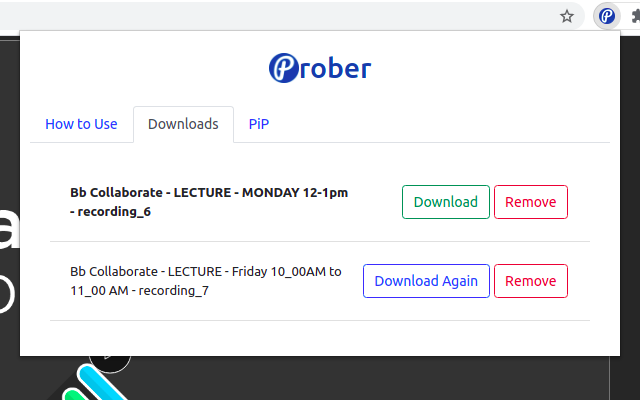 Prober
How to Use
Downloads
PiP
Bb Collaborate - LECTURE - MONDAY 12-1pm
- recording_6
Download
Remove
Bb Collaborate - LECTURE - Friday 10_00AM to
11_00 AM - recording_7
Download Again
Remove